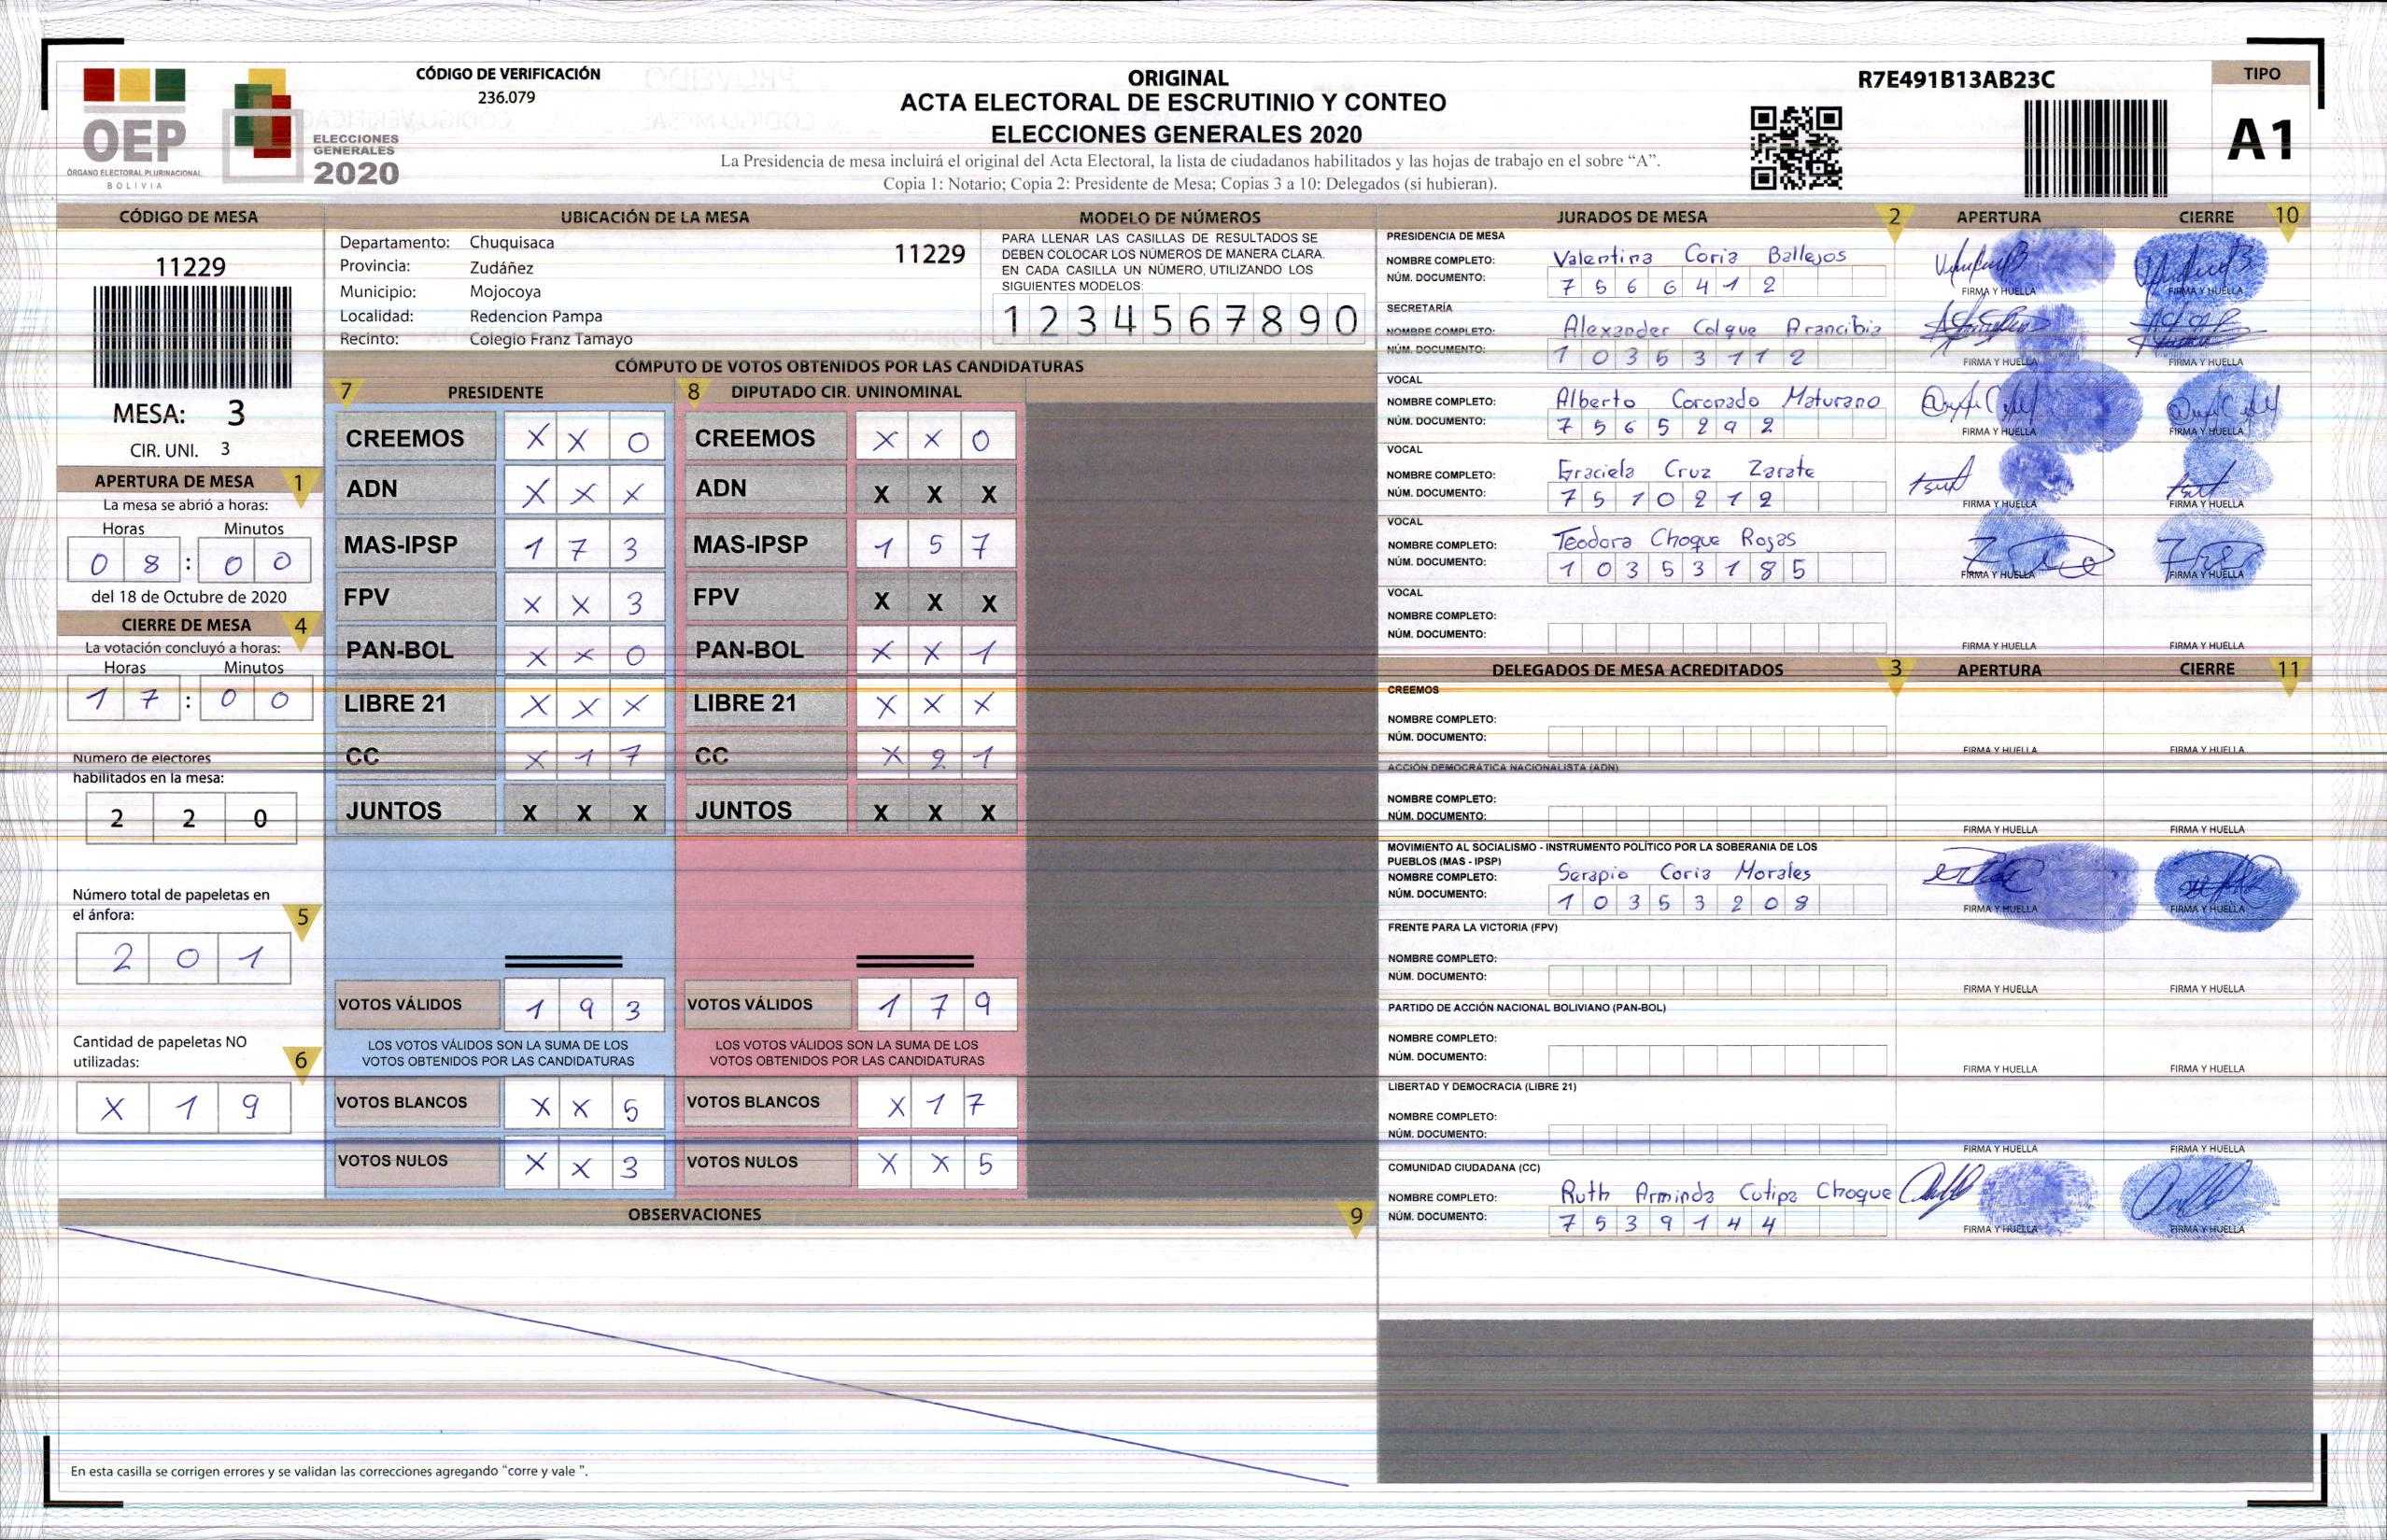 CÓDIGO DE VERIFICACIÓN
236.079
ORIGINAL
ACTA ELECTORAL DE ESCRUTINIO Y CONTEO
ELECCIONES GENERALES 2020
La Presidencia de mesa incluirá el original del Acta Electoral, la lista de ciudadanos habilitados y las hojas de trabajo en el sobre “A”.
Copia 1: Notario; Copia 2: Presidente de Mesa; Copias 3 a 10: Delegados (si hubieran).
R7E491B13AB23C
TIPO
A1
OEP
ÓRGANO ELECTORAL PLURINACIONAL
BOLIVIA
ELECCIONES
GENERALES
2020
CÓDIGO DE MESA
11229
MESA: 3
CIR. UNI. 3
APERTURA DE MESA 1
La mesa se abrió a horas:
Horas Minutos
0 8 : 0 0
del 18 de Octubre de 2020
CIERRE DE MESA 4
La votación concluyó a horas:
Horas Minutos
1 7 : 0 0
Numero de electores
habilitados en la mesa:
2 2 0
Número total de papeletas en
el ánfora: 5
2 0 1
Cantidad de papeletas NO
utilizadas: 6
X 1 9
UBICACIÓN DE LA MESA
Departamento: Chuquisaca 11229
Provincia: Zudáñez
Municipio: Mojocoya
Localidad: Redencion Pampa
Recinto: Colegio Franz Tamayo
MODELO DE NÚMEROS
PARA LLENAR LAS CASILLAS DE RESULTADOS SE
DEBEN COLOCAR LOS NÚMEROS DE MANERA CLARA.
EN CADA CASILLA UN NÚMERO, UTILIZANDO LOS
SIGUIENTES MODELOS:
1 2 3 4 5 6 7 8 9 0
CÓMPUTO DE VOTOS OBTENIDOS POR LAS CANDIDATURAS
7 PRESIDENTE 8 DIPUTADO CIR. UNINOMINAL
CREEMOS X X 0 CREEMOS X X 0
ADN X X X ADN X X X
MAS-IPSP 1 7 3 MAS-IPSP 1 5 7
FPV X X 3 FPV X X X
PAN-BOL X X 0 PAN-BOL X X 1
LIBRE 21 X X X LIBRE 21 X X X
CC X 1 7 CC X 2 1
JUNTOS X X X JUNTOS X X X
VOTOS VÁLIDOS 1 9 3 VOTOS VÁLIDOS 1 7 9
LOS VOTOS VÁLIDOS SON LA SUMA DE LOS LOS VOTOS VÁLIDOS SON LA SUMA DE LOS
VOTOS OBTENIDOS POR LAS CANDIDATURAS VOTOS OBTENIDOS POR LAS CANDIDATURAS
VOTOS BLANCOS X X 5 VOTOS BLANCOS X 1 7
VOTOS NULOS X X 3 VOTOS NULOS X X 5
OBSERVACIONES 9
En esta casilla se corrigen errores y se validan las correcciones agregando “corre y vale ”.
JURADOS DE MESA 2 APERTURA CIERRE 10
PRESIDENCIA DE MESA
NOMBRE COMPLETO: Valentina Coria Ballejos
NÚM. DOCUMENTO: 7 5 6 6 4 1 2
FIRMA Y HUELLA FIRMA Y HUELLA
SECRETARÍA
NOMBRE COMPLETO: Alexander Colque Arancibia
NÚM. DOCUMENTO: 1 0 3 5 3 1 1 2
FIRMA Y HUELLA FIRMA Y HUELLA
VOCAL
NOMBRE COMPLETO: Alberto Coronado Maturano
NÚM. DOCUMENTO: 7 5 6 5 2 9 2
FIRMA Y HUELLA FIRMA Y HUELLA
VOCAL
NOMBRE COMPLETO: Graciela Cruz Zarate
NÚM. DOCUMENTO: 7 5 1 0 2 1 2
FIRMA Y HUELLA FIRMA Y HUELLA
VOCAL
NOMBRE COMPLETO: Teodora Choque Rojas
NÚM. DOCUMENTO: 1 0 3 5 3 1 8 5
FIRMA Y HUELLA FIRMA Y HUELLA
VOCAL
NOMBRE COMPLETO:
NÚM. DOCUMENTO:
FIRMA Y HUELLA FIRMA Y HUELLA
DELEGADOS DE MESA ACREDITADOS 3 APERTURA CIERRE 11
CREEMOS
NOMBRE COMPLETO:
NÚM. DOCUMENTO:
FIRMA Y HUELLA FIRMA Y HUELLA
ACCIÓN DEMOCRÁTICA NACIONALISTA (ADN)
NOMBRE COMPLETO:
NÚM. DOCUMENTO:
FIRMA Y HUELLA FIRMA Y HUELLA
MOVIMIENTO AL SOCIALISMO - INSTRUMENTO POLÍTICO POR LA SOBERANIA DE LOS
PUEBLOS (MAS - IPSP)
NOMBRE COMPLETO: Serapio Coria Morales
NÚM. DOCUMENTO: 1 0 3 5 3 2 0 8
FIRMA Y HUELLA FIRMA Y HUELLA
FRENTE PARA LA VICTORIA (FPV)
NOMBRE COMPLETO:
NÚM. DOCUMENTO:
FIRMA Y HUELLA FIRMA Y HUELLA
PARTIDO DE ACCIÓN NACIONAL BOLIVIANO (PAN-BOL)
NOMBRE COMPLETO:
NÚM. DOCUMENTO:
FIRMA Y HUELLA FIRMA Y HUELLA
LIBERTAD Y DEMOCRACIA (LIBRE 21)
NOMBRE COMPLETO:
NÚM. DOCUMENTO:
FIRMA Y HUELLA FIRMA Y HUELLA
COMUNIDAD CIUDADANA (CC)
NOMBRE COMPLETO: Ruth Arminda Cutipa Choque
NÚM. DOCUMENTO: 7 5 3 9 1 4 4
FIRMA Y HUELLA FIRMA Y HUELLA